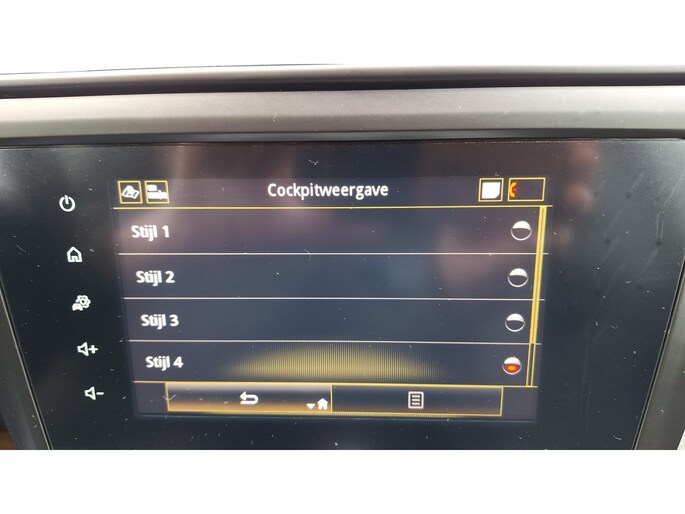 Cockpitweergave
Stijl 1
Stijl 2
Stijl 3
Stijl 4